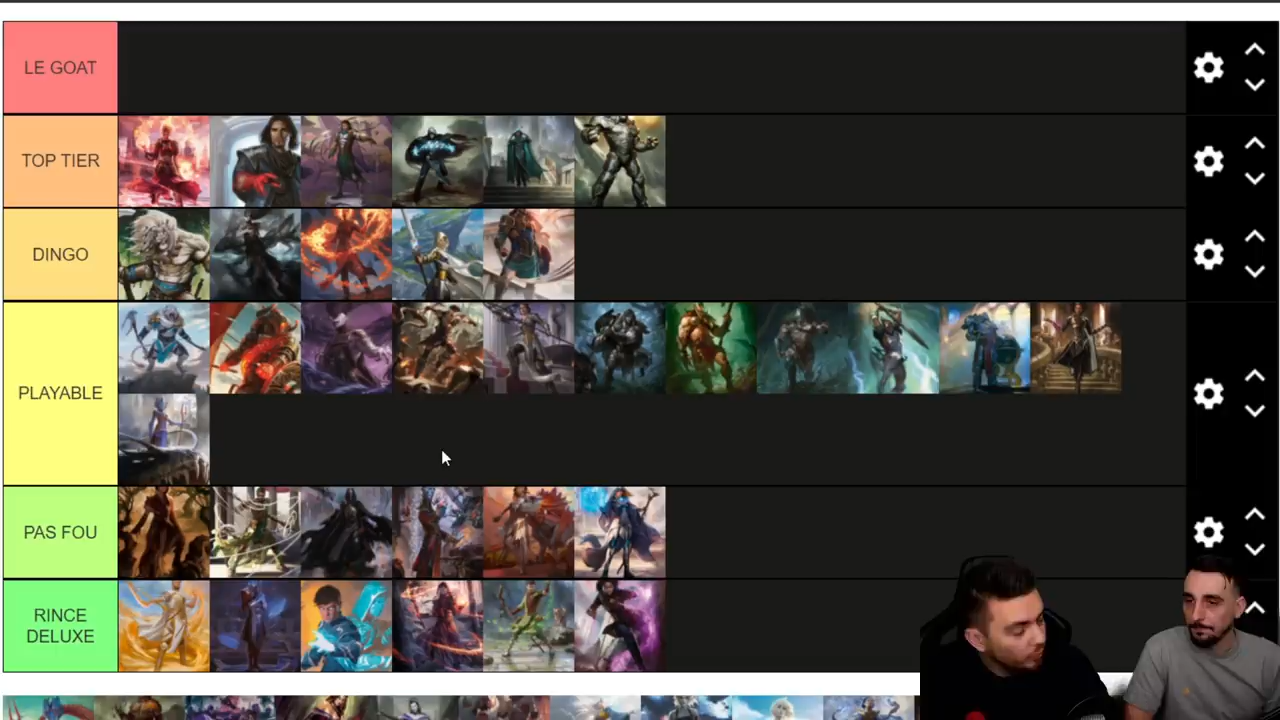 LE GOAT
TOP TIER
DINGO
PLAYABLE
PAS FOU
RINCE
DELUXE